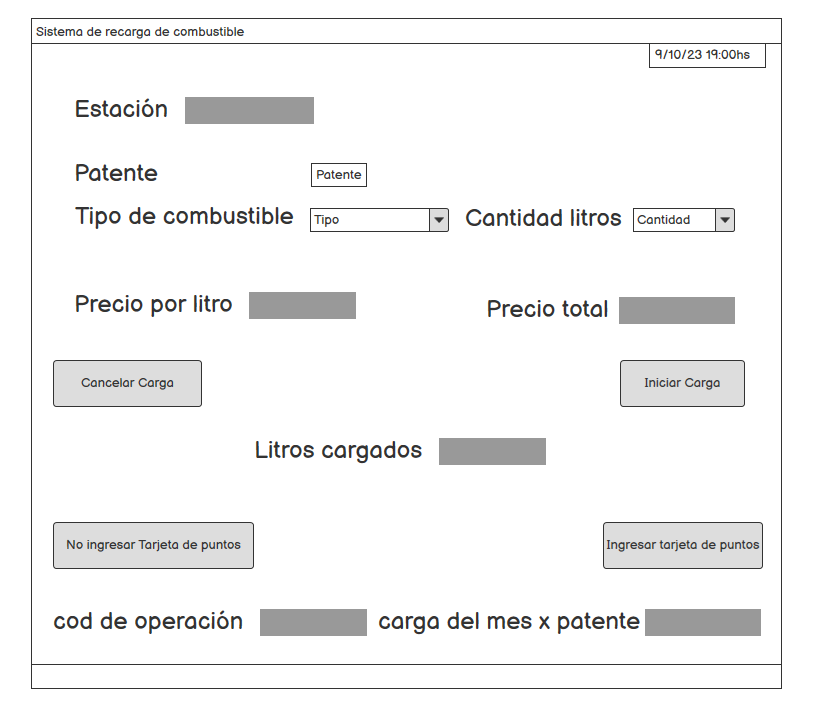 Sistema de recarga de combustible
9/10/23 19:00hs
Estación
Patente Patente
Tipo de combustible Tipo Cantidad litros Cantidad
Precio por litro Precio total
Cancelar Carga Iniciar Carga
Litros cargados
No ingresar Tarjeta de puntos Ingresar tarjeta de puntos
cod de operación carga del mes x patente